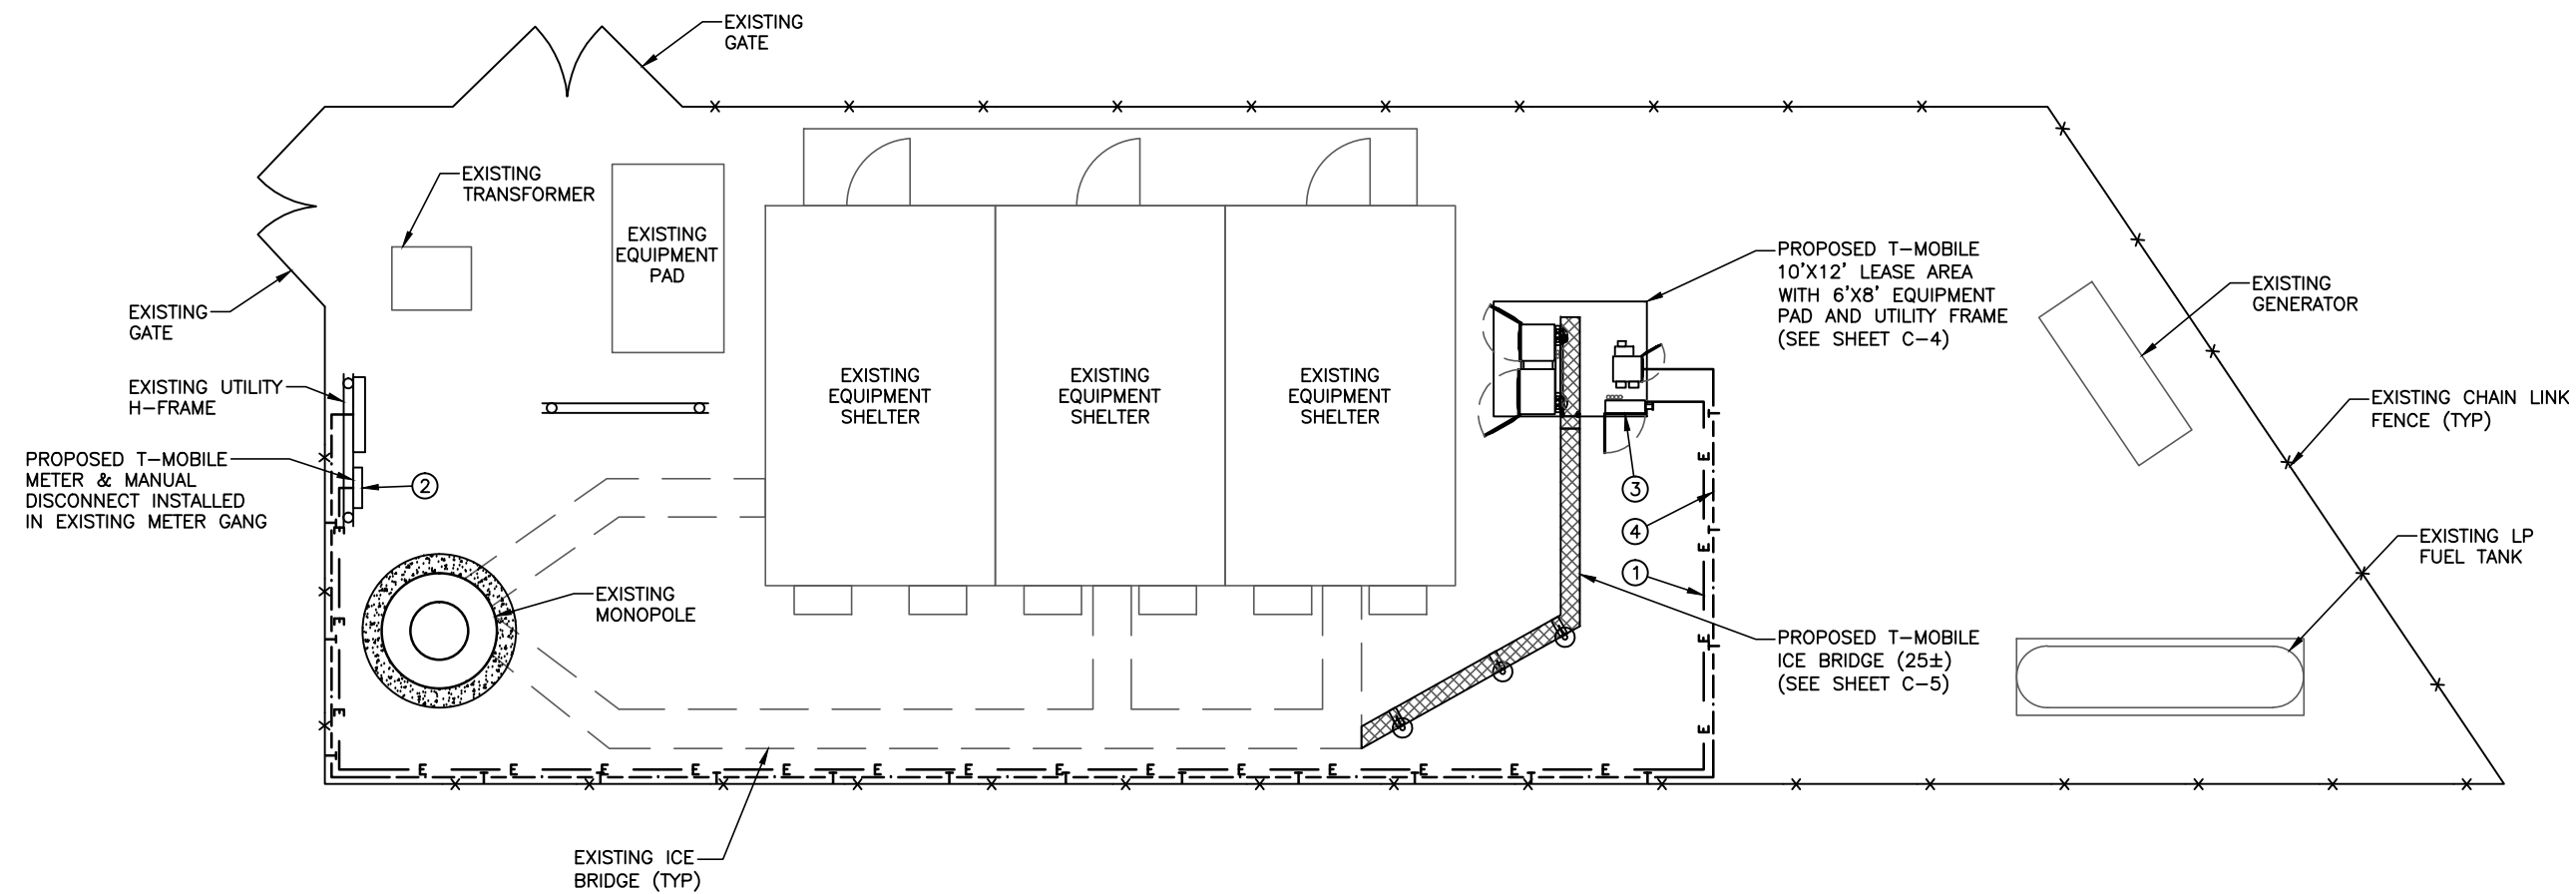 EXISTING
GATE
EXISTING
TRANSFORMER
EXISTING
EQUIPMENT
PAD
PROPOSED T-MOBILE
10'X12' LEASE AREA
WITH 6'X8' EQUIPMENT
PAD AND UTILITY FRAME
(SEE SHEET C-4)
EXISTING
GENERATOR
EXISTING
GATE
EXISTING UTILITY
H-FRAME
EXISTING
EQUIPMENT
SHELTER
EXISTING
EQUIPMENT
SHELTER
EXISTING
EQUIPMENT
SHELTER
EXISTING CHAIN LINK
FENCE (TYP)
PROPOSED T-MOBILE
METER & MANUAL
DISCONNECT INSTALLED
IN EXISTING METER GANG
2
3
4
1
EXISTING LP
FUEL TANK
EXISTING
MONOPOLE
PROPOSED T-MOBILE
ICE BRIDGE (25±)
(SEE SHEET C-5)
E
E
E
E
E
E
E E E E E E E E E E E E E E
EXISTING ICE
BRIDGE (TYP)